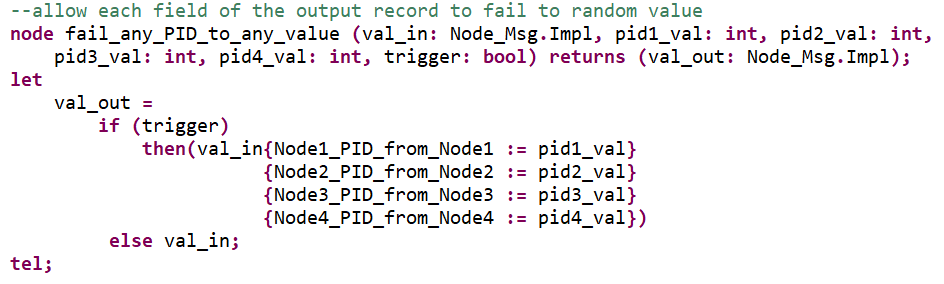 --allow each field of the output record to fail to random value
node fail_any_PID_to_any_value (val_in: Node_Msg.Impl, pid1_val: int, pid2_val: int,
    pid3_val: int, pid4_val: int, trigger: bool) returns (val_out: Node_Msg.Impl);
let
    val_out =
        if (trigger)
            then(val_in{Node1_PID_from_Node1 := pid1_val}
                       {Node2_PID_from_Node2 := pid2_val}
                       {Node3_PID_from_Node3 := pid3_val}
                       {Node4_PID_from_Node4 := pid4_val})
         else val_in;
tel;